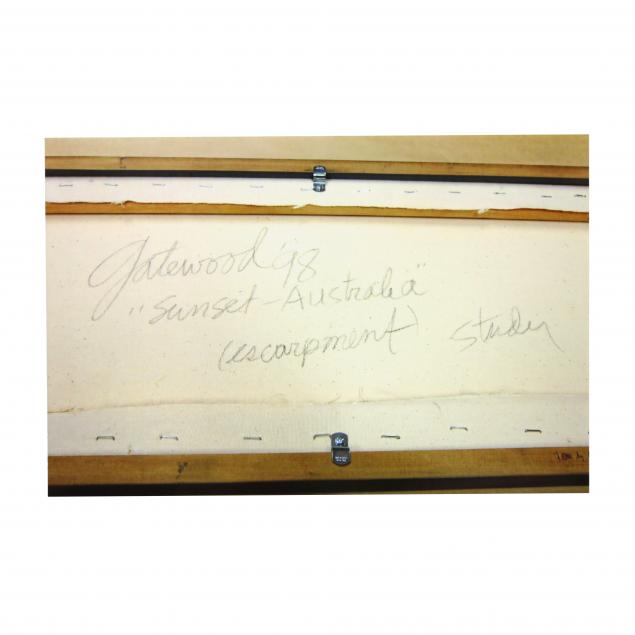 Gatewood '98
"Sunset-Australia"
(escarpment) Study